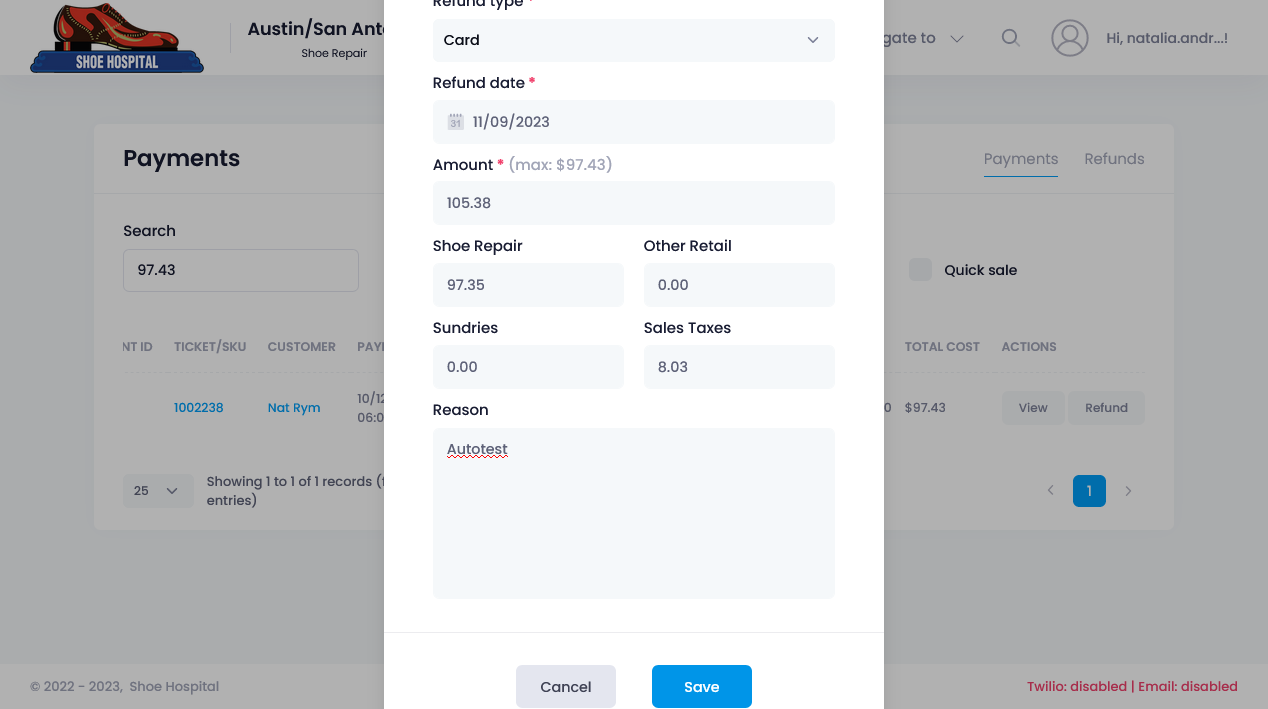 Refund type *
Austin/San Anto
Shoe Repair
SHOE HOSPITAL
Card
gate to
Hi, natalia.andr...!
Refund date *
31
11/09/2023
Payments
Payments
Refunds
Amount * (max: $97.43)
105.38
Search
97.43
Shoe Repair
Other Retail
97.35
0.00
Quick sale
Sundries
Sales Taxes
0.00
8.03
NT ID
TICKET/SKU
CUSTOMER
TOTAL COST
ACTIONS
1002238
Nat Rym
10/12
06:0
0
$97.43
View
Refund
Reason
Autotest
25
Showing 1 to 1 of 1 records (f
entries)
1
Cancel
Save
© 2022 - 2023, Shoe Hospital
Twilio: disabled | Email: disabled